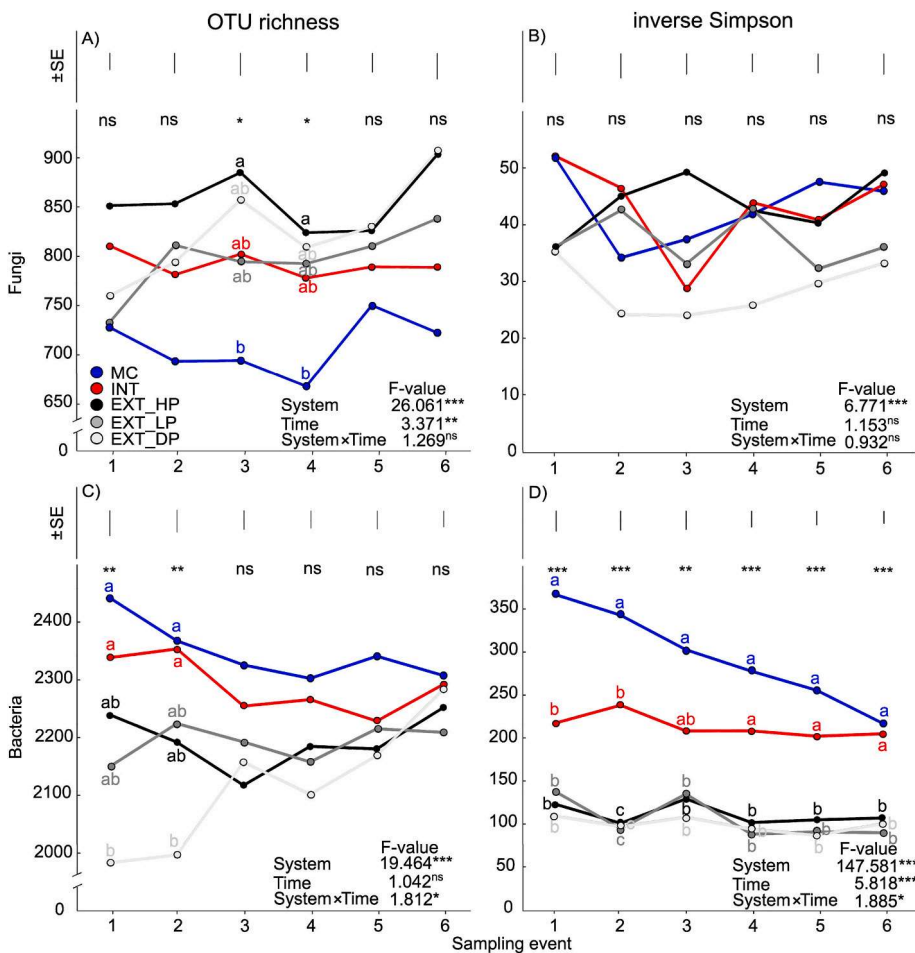 OTU richness
inverse Simpson
A)
B)
±SE
ns ns * * ns ns
ns ns ns ns ns ns
Fungi
900
850
800
750
700
650
0
a
ab
ab
ab
b
a
ab
ab
ab
b
MC
INT
EXT_HP
EXT_LP
EXT_DP
F-value
System 26.061***
Time 3.371**
System×Time 1.269ns
1 2 3 4 5 6
50
40
30
20
10
0
F-value
System 6.771***
Time 1.153ns
System×Time 0.932ns
1 2 3 4 5 6
C)
D)
±SE
** ** ns ns ns ns
*** *** ** *** *** ***
Bacteria
2400
2300
2200
2100
2000
0
a
a
ab
ab
b
a
a
ab
ab
b
F-value
System 19.464***
Time 1.042ns
System×Time 1.812*
1 2 3 4 5 6
350
300
250
200
150
100
50
0
a a a a a a
b b ab a a a
b b b b b
b c b b b b
b c b b b b
c b b b
F-value
System 147.581***
Time 5.818***
System×Time 1.885*
1 2 3 4 5 6
Sampling event